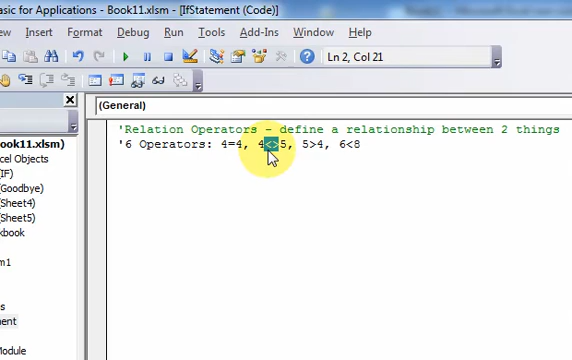 asic for Applications - Book11.xlsm - [IfStatement (Code)]
ew Insert Format Debug Run Tools Add-Ins Window Help
Ln 2, Col 21
(General)
ook11.xlsm)
cel Objects
(IF)
(Goodbye)
(Sheet4)
(Sheet5)
kbook
m1
s
ment
Module
'Relation Operators - define a relationship between 2 things
'6 Operators: 4=4, 4<>5, 5>4, 6<8